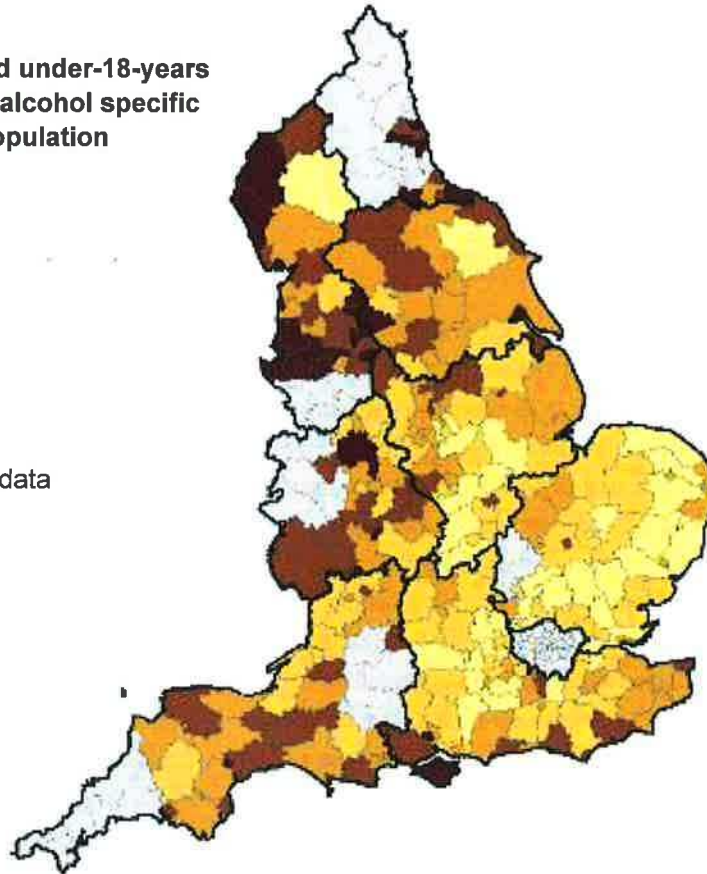 d under-18-years
alcohol specific
opulation
data